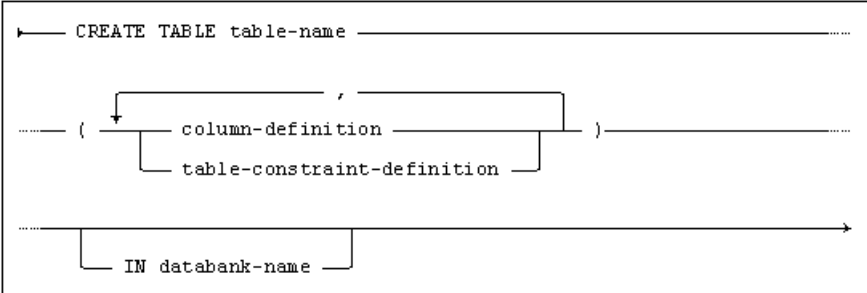 CREATE TABLE table-name
,
( column-definition )
table-constraint-definition
IN databank-name